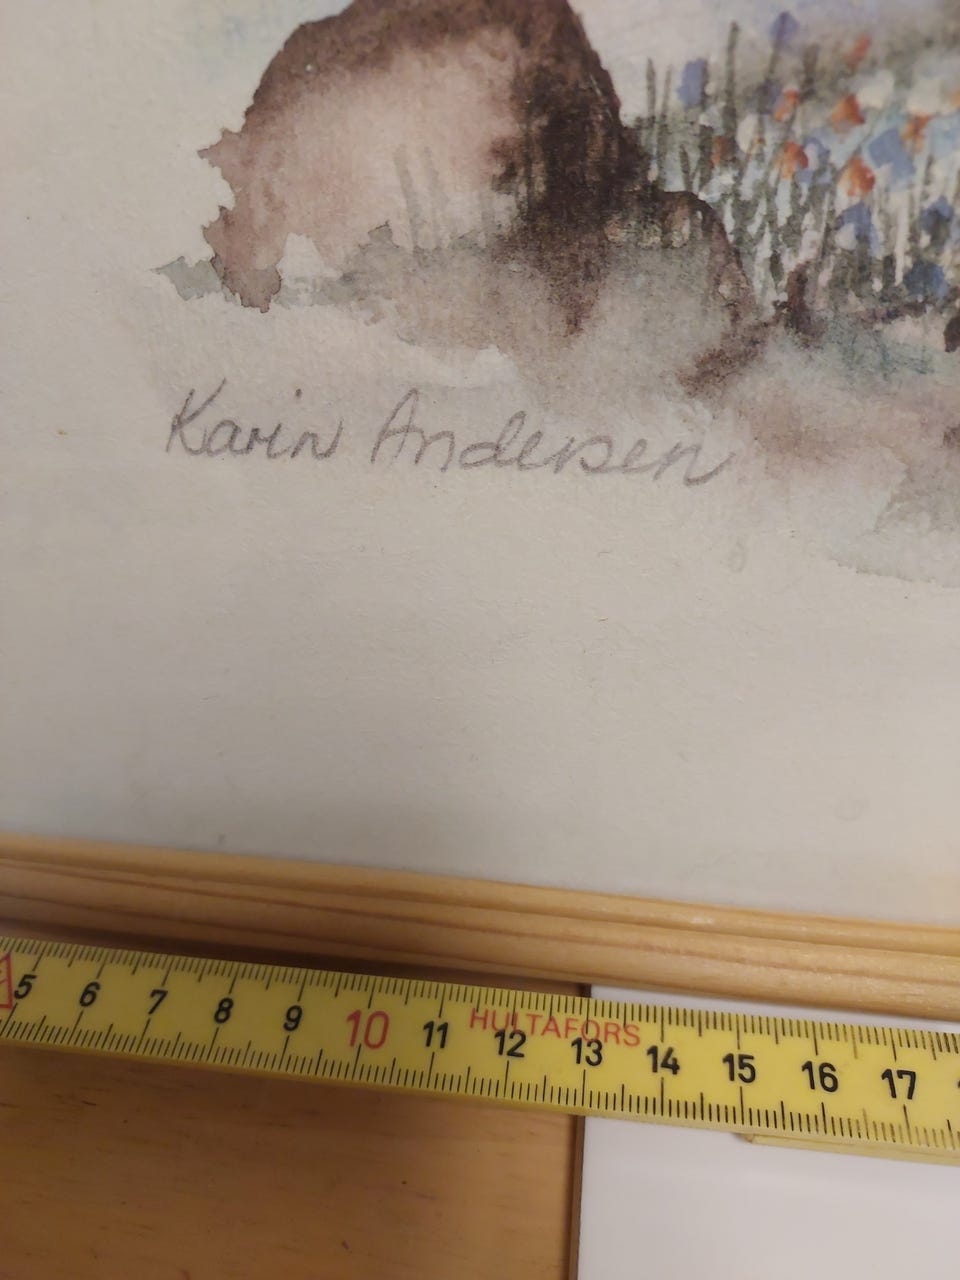 Karin Andersen
HULTAFORS
5 6 7 8 9 10 11 12 13 14 15 16 17